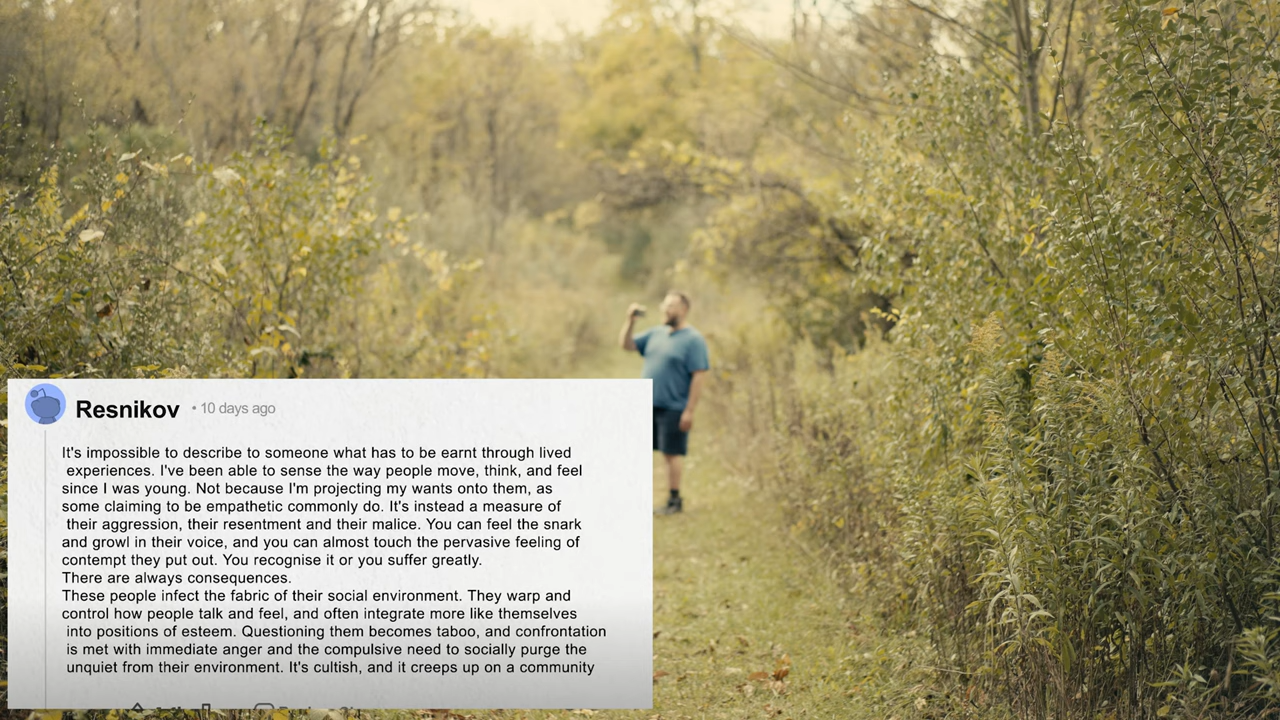 Resnikov • 10 days ago
It's impossible to describe to someone what has to be earnt through lived
experiences. I've been able to sense the way people move, think, and feel
since I was young. Not because I'm projecting my wants onto them, as
some claiming to be empathetic commonly do. It's instead a measure of
their aggression, their resentment and their malice. You can feel the snark
and growl in their voice, and you can almost touch the pervasive feeling of
contempt they put out. You recognise it or you suffer greatly.
There are always consequences.
These people infect the fabric of their social environment. They warp and
control how people talk and feel, and often integrate more like themselves
into positions of esteem. Questioning them becomes taboo, and confrontation
is met with immediate anger and the compulsive need to socially purge the
unquiet from their environment. It's cultish, and it creeps up on a community